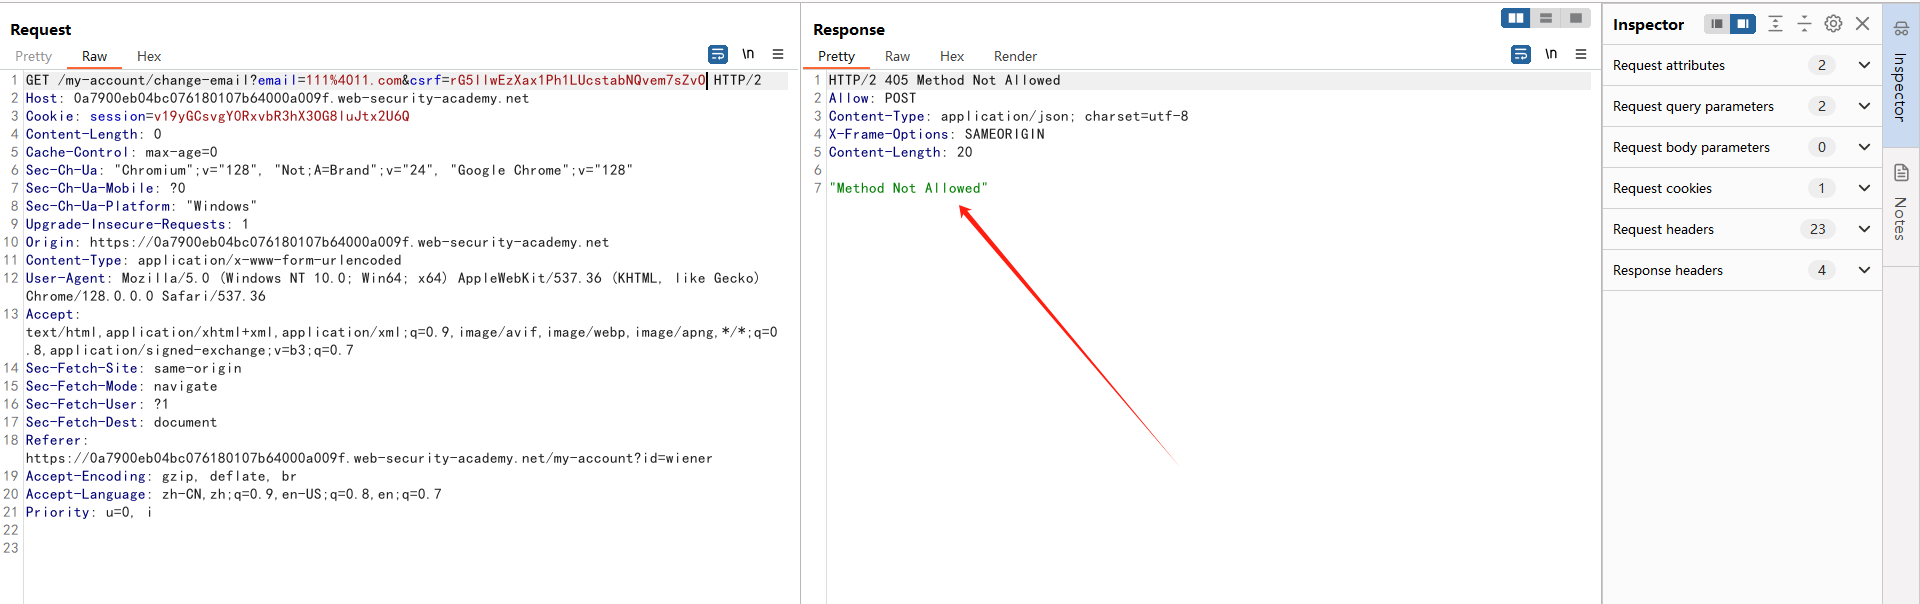 Request
Pretty Raw Hex \n
1 GET /my-account/change-email?email=111%4011.com&csrf=rG5llwEzXax1Ph1LUcstabNQvem7sZvO HTTP/2
2 Host: 0a7900eb04bc076180107b64000a009f.web-security-academy.net
3 Cookie: session=v19yGCsvgYORxvbR3hX3OG8luJtx2U6Q
4 Content-Length: 0
5 Cache-Control: max-age=0
6 Sec-Ch-Ua: "Chromium";v="128", "Not;A=Brand";v="24", "Google Chrome";v="128"
7 Sec-Ch-Ua-Mobile: ?0
8 Sec-Ch-Ua-Platform: "Windows"
9 Upgrade-Insecure-Requests: 1
10 Origin: https://0a7900eb04bc076180107b64000a009f.web-security-academy.net
11 Content-Type: application/x-www-form-urlencoded
12 User-Agent: Mozilla/5.0 (Windows NT 10.0; Win64; x64) AppleWebKit/537.36 (KHTML, like Gecko)
Chrome/128.0.0.0 Safari/537.36
13 Accept:
text/html,application/xhtml+xml,application/xml;q=0.9,image/avif,image/webp,image/apng,*/*;q=0
.8,application/signed-exchange;v=b3;q=0.7
14 Sec-Fetch-Site: same-origin
15 Sec-Fetch-Mode: navigate
16 Sec-Fetch-User: ?1
17 Sec-Fetch-Dest: document
18 Referer:
https://0a7900eb04bc076180107b64000a009f.web-security-academy.net/my-account?id=wiener
19 Accept-Encoding: gzip, deflate, br
20 Accept-Language: zh-CN,zh;q=0.9,en-US;q=0.8,en;q=0.7
21 Priority: u=0, i
22
23
Response
Pretty Raw Hex Render \n
1 HTTP/2 405 Method Not Allowed
2 Allow: POST
3 Content-Type: application/json; charset=utf-8
4 X-Frame-Options: SAMEORIGIN
5 Content-Length: 20
6
7 "Method Not Allowed"
Inspector
Request attributes 2
Request query parameters 2
Request body parameters 0
Request cookies 1
Request headers 23
Response headers 4
Inspector
Notes